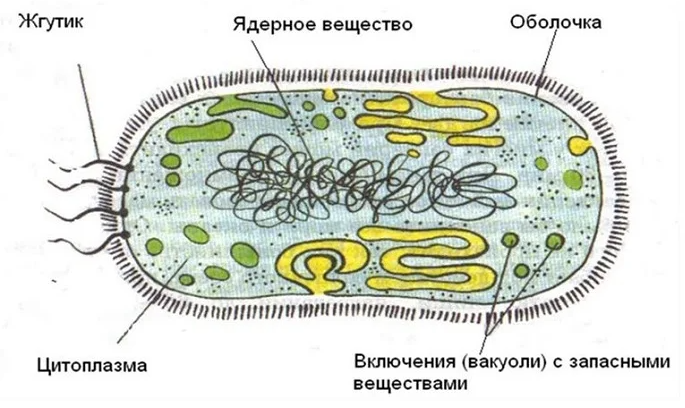 Жгутик
Ядерное вещество
Оболочка
Цитоплазма
Включения (вакуоли) с запасными
веществами